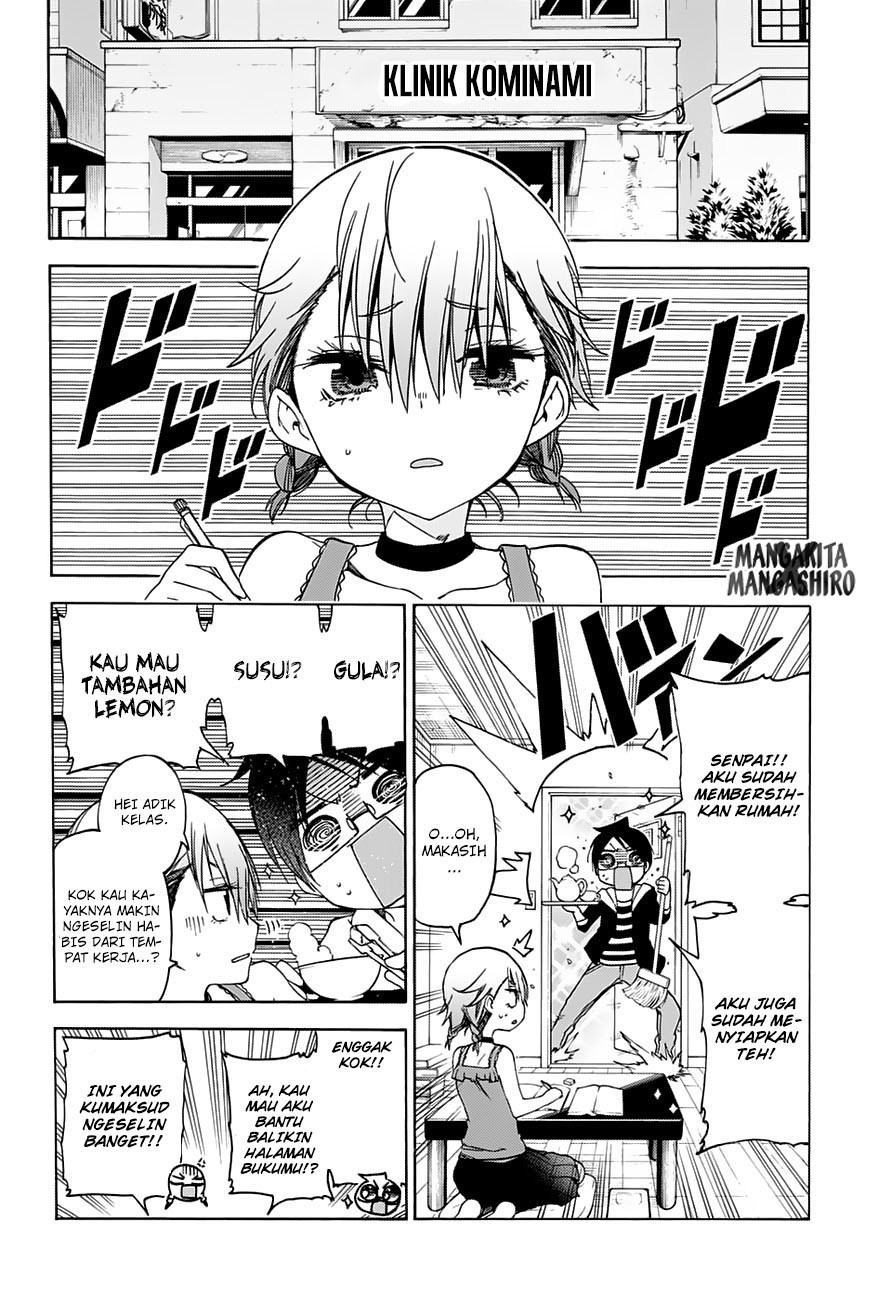 KLINIK KOMINAMI
ドドド
ドドドド
MANGAKITA
MANGASHIRO
バァン
SENPAI!!
AKU SUDAH
MEMBERSIH-
KAN RUMAH!
O...OH,
MAKASIH
...
AKU JUGA
SUDAH ME-
NYIAPKAN
TEH!
KAU MAU
TAMBAHAN
LEMON?
SUSU!?
GULA!?
HEI ADIK
KELAS.
KOK KAU KA-
YAKNYA MAKIN
NGESELIN HA-
BIS DARI TEM-
PAT KERJA...?
ENGGAK
KOK!!
AH, KAU
MAU AKU
BANTU
BALIKIN
HALAMAN
BUKUMU!?
INI YANG
KUMAKSUD
NGESELIN
BANGET!!